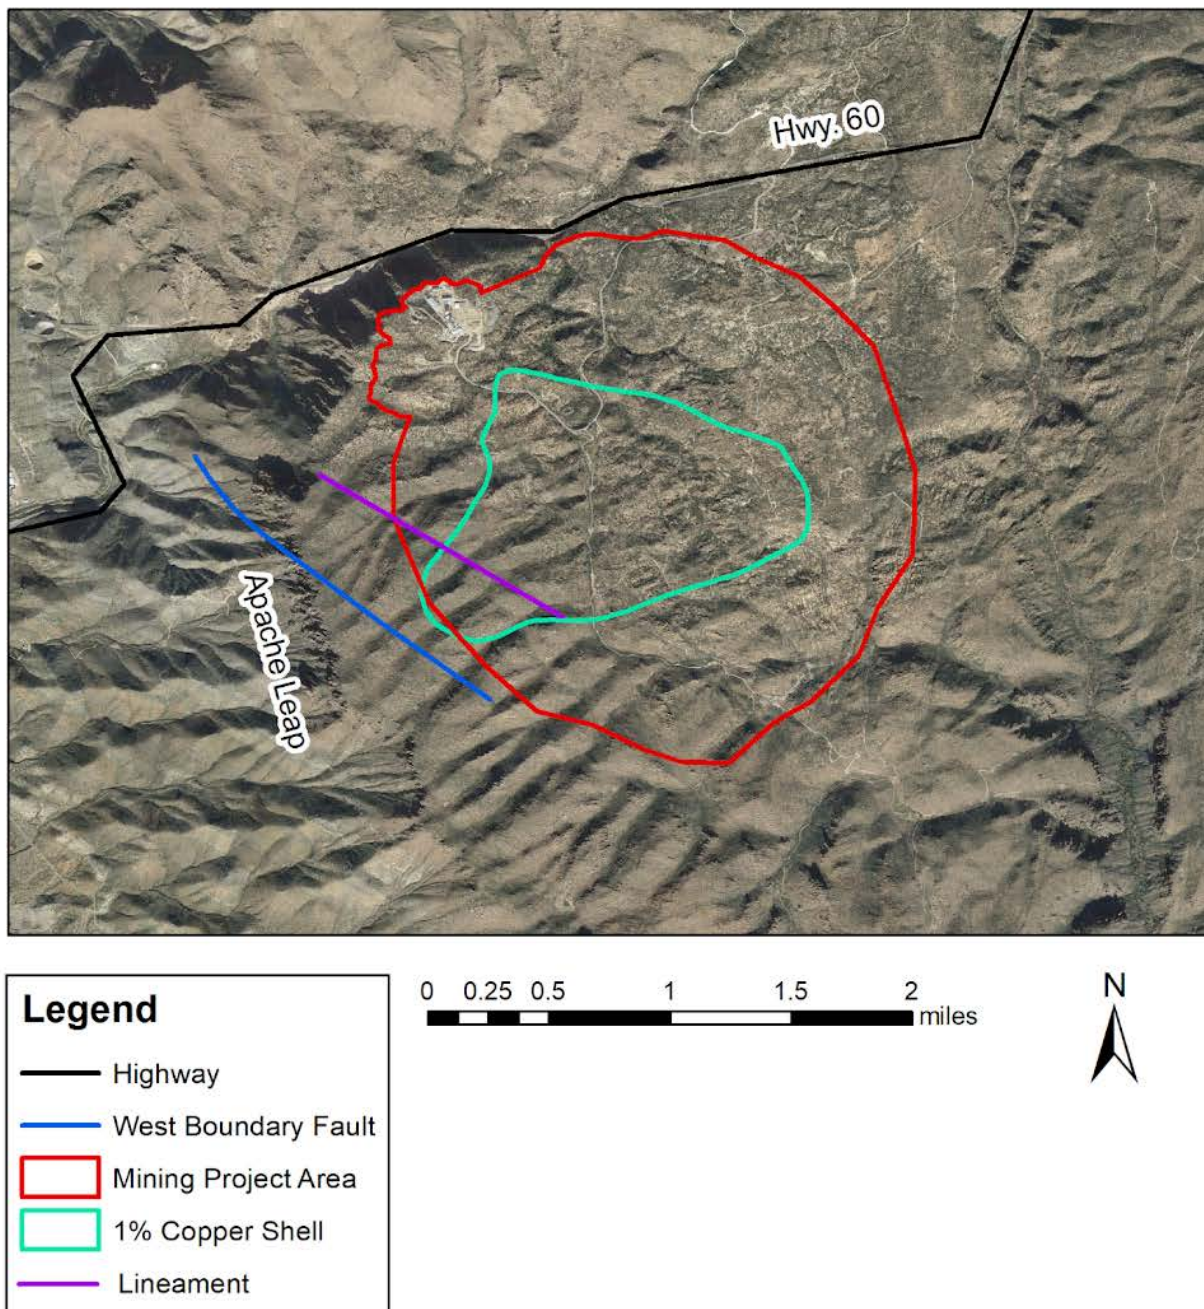 Hwy. 60
Apache Leap
Legend
Highway
West Boundary Fault
Mining Project Area
1% Copper Shell
Lineament
0 0.25 0.5 1 1.5 2
miles
N